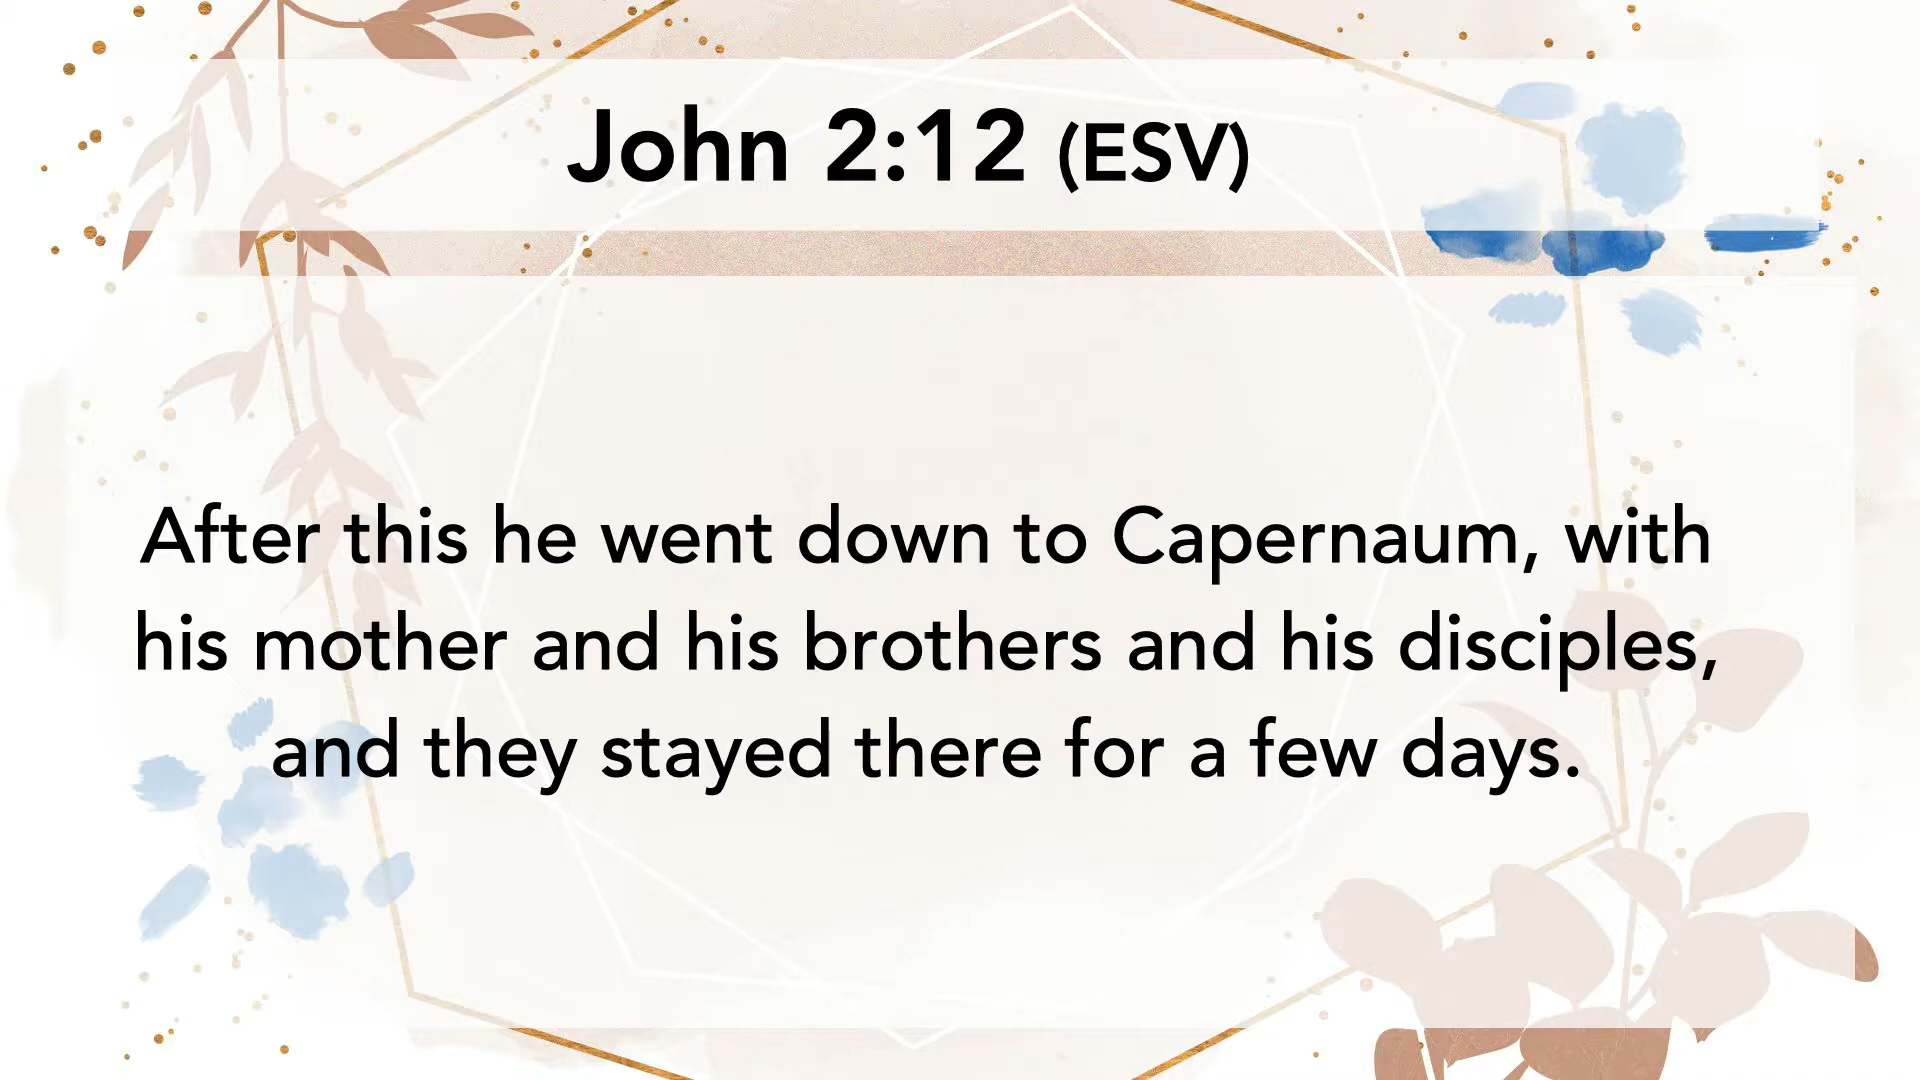 John 2:12 (ESV)
After this he went down to Capernaum, with
his mother and his brothers and his disciples,
and they stayed there for a few days.